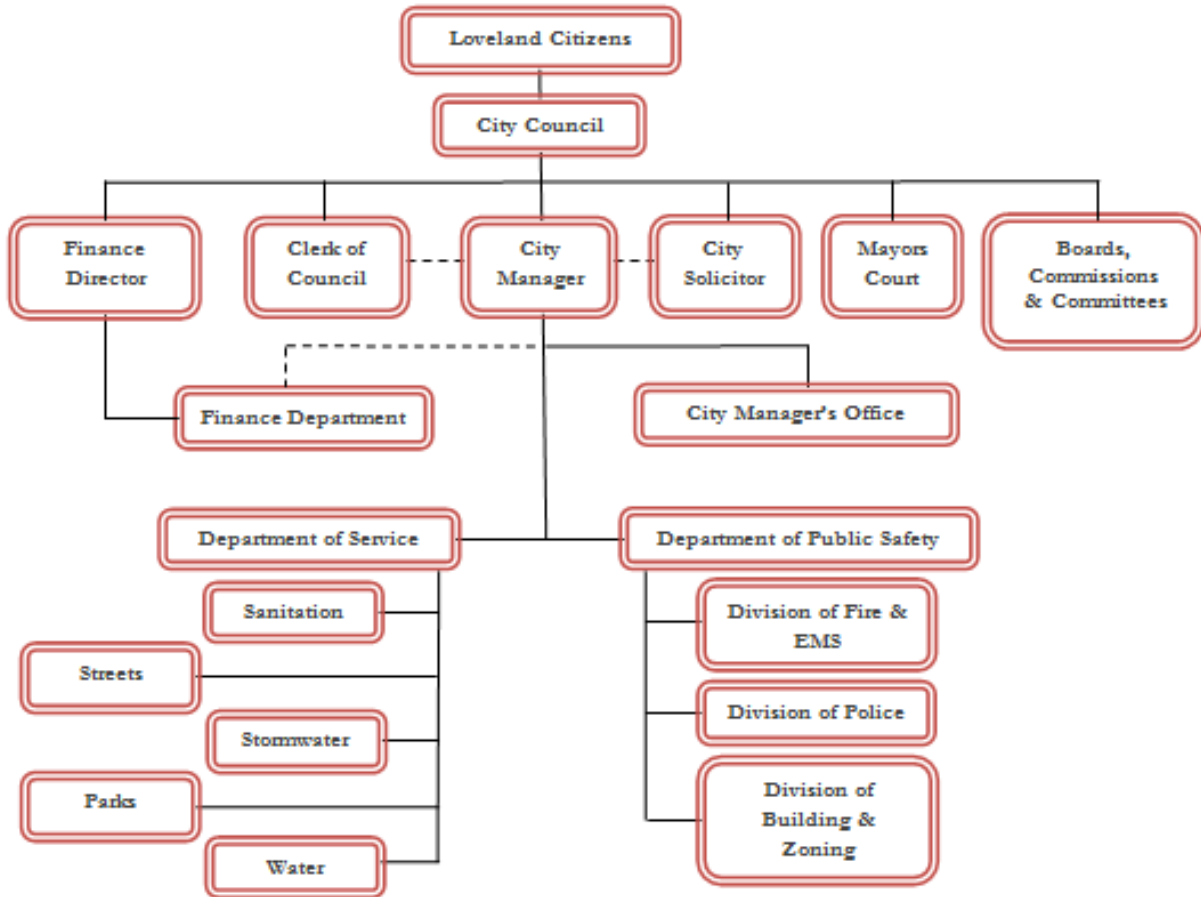 Loveland Citizens
City Council
Finance
Director
Clerk of
Council
City
Manager
City
Solicitor
Mayors
Court
Boards,
Commissions
& Committees
Finance Department
City Manager's Office
Department of Service
Department of Public Safety
Sanitation
Streets
Stormwater
Parks
Water
Division of Fire &
EMS
Division of Police
Division of
Building &
Zoning